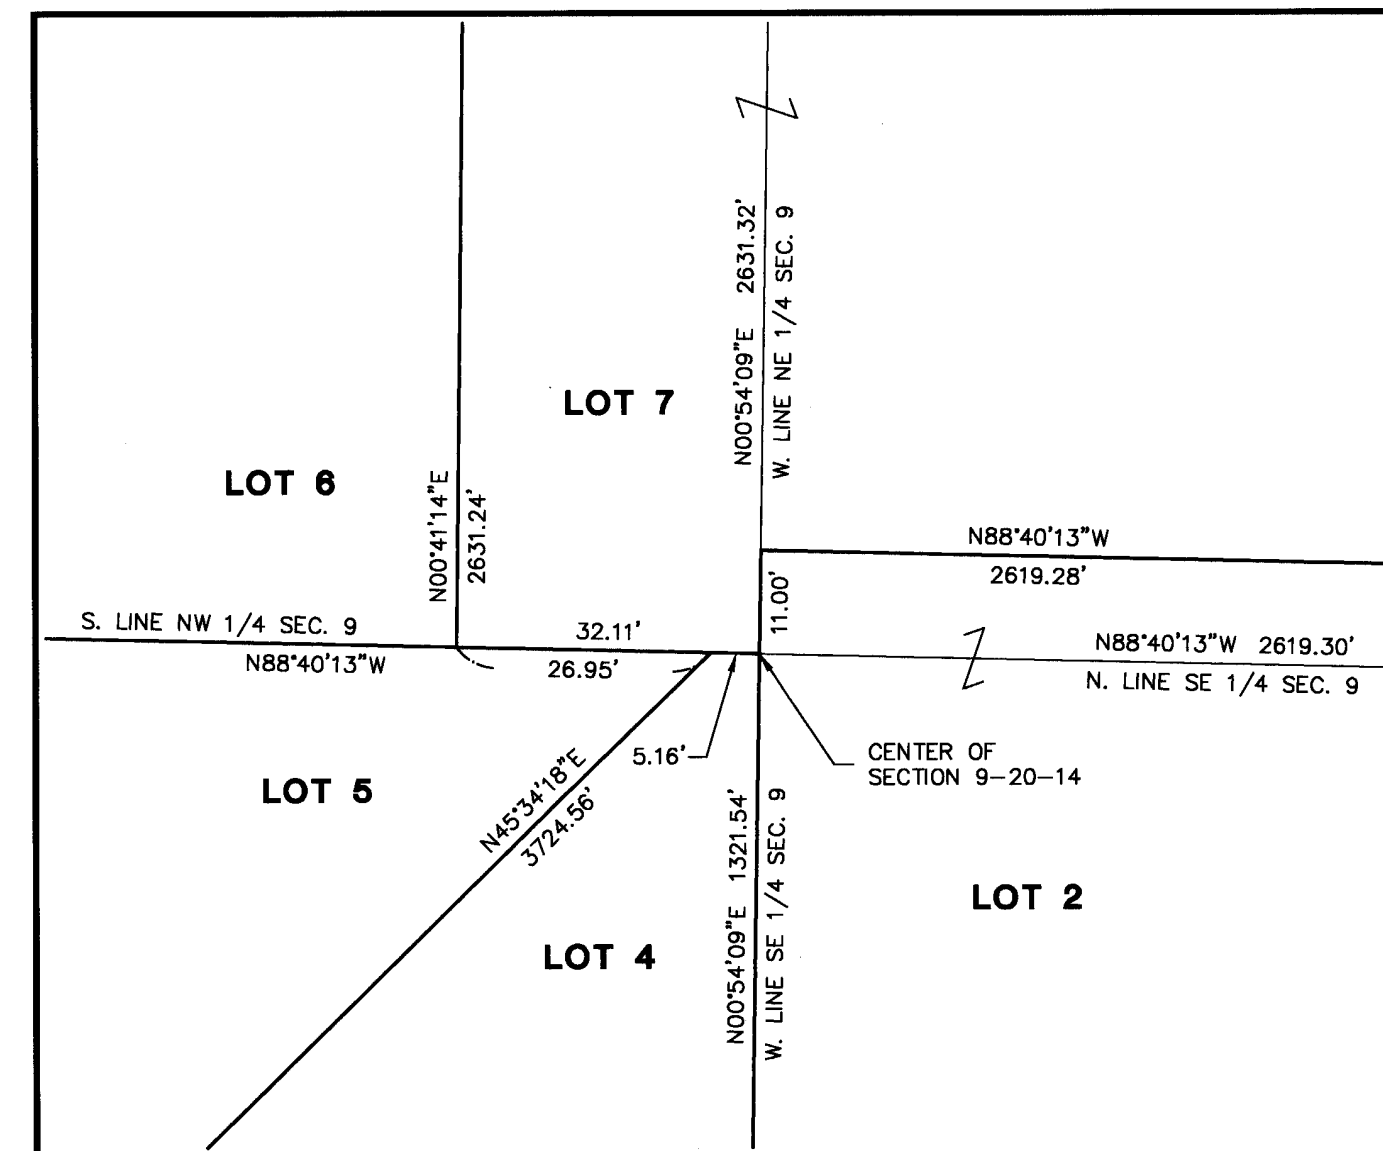 N00°54'09"E 2631.32'
W. LINE NE 1/4 SEC. 9
LOT 7
LOT 6
N00°41'14"E
2631.24'
N88°40'13"W
2619.28'
11.00'
S. LINE NW 1/4 SEC. 9
N88°40'13"W
32.11'
26.95'
N88°40'13"W 2619.30'
N. LINE SE 1/4 SEC. 9
5.16'
CENTER OF
SECTION 9-20-14
LOT 5
N45°34'18"E
3724.56'
N00°54'09"E 1321.54'
W. LINE SE 1/4 SEC. 9
LOT 2
LOT 4